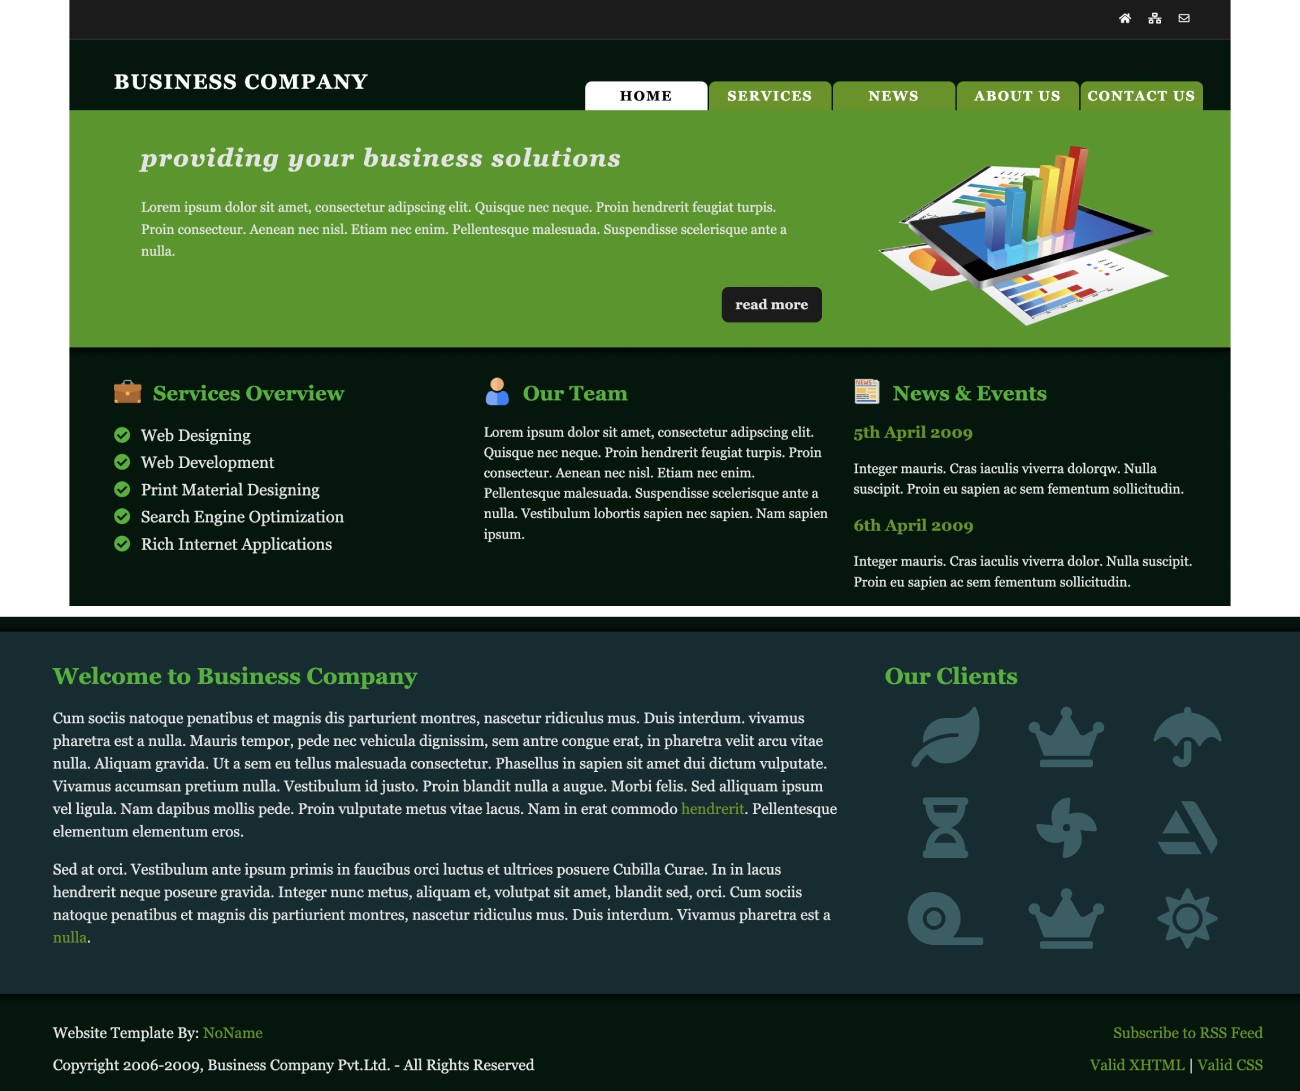 BUSINESS COMPANY
HOME
SERVICES
NEWS
ABOUT US
CONTACT US
providing your business solutions
Lorem ipsum dolor sit amet, consectetur adipscing elit. Quisque nec neque. Proin hendrerit feugiat turpis.
Proin consecteur. Aenean nec nisl. Etiam nec enim. Pellentesque malesuada. Suspendisse scelerisque ante a
nulla.
read more
Services Overview
Web Designing
Web Development
Print Material Designing
Search Engine Optimization
Rich Internet Applications
Our Team
Lorem ipsum dolor sit amet, consectetur adipscing elit.
Quisque nec neque. Proin hendrerit feugiat turpis. Proin
consecteur. Aenean nec nisl. Etiam nec enim.
Pellentesque malesuada. Suspendisse scelerisque ante a
nulla. Vestibulum lobortis sapien nec sapien. Nam sapien
ipsum.
News & Events
5th April 2009
Integer mauris. Cras iaculis viverra dolorqw. Nulla
suscipit. Proin eu sapien ac sem fementum sollicitudin.
6th April 2009
Integer mauris. Cras iaculis viverra dolor. Nulla suscipit.
Proin eu sapien ac sem fementum sollicitudin.
Welcome to Business Company
Cum sociis natoque penatibus et magnis dis parturient montres, nascetur ridiculus mus. Duis interdum. vivamus
pharetra est a nulla. Mauris tempor, pede nec vehicula dignissim, sem antre congue erat, in pharetra velit arcu vitae
nulla. Aliquam gravida. Ut a sem eu tellus malesuada consectetur. Phasellus in sapien sit amet dui dictum vulputate.
Vivamus accumsan pretium nulla. Vestibulum id justo. Proin blandit nulla a augue. Morbi felis. Sed alliquam ipsum
vel ligula. Nam dapibus mollis pede. Proin vulputate metus vitae lacus. Nam in erat commodo hendrerit. Pellentesque
elementum elementum eros.
Sed at orci. Vestibulum ante ipsum primis in faucibus orci luctus et ultrices posuere Cubilla Curae. In in lacus
hendrerit neque poseure gravida. Integer nunc metus, aliquam et, volutpat sit amet, blandit sed, orci. Cum sociis
natoque penatibus et magnis dis partiurient montres, nascetur ridiculus mus. Duis interdum. Vivamus pharetra est a
nulla.
Our Clients
Website Template By: NoName
Copyright 2006-2009, Business Company Pvt.Ltd. - All Rights Reserved
Subscribe to RSS Feed
Valid XHTML | Valid CSS